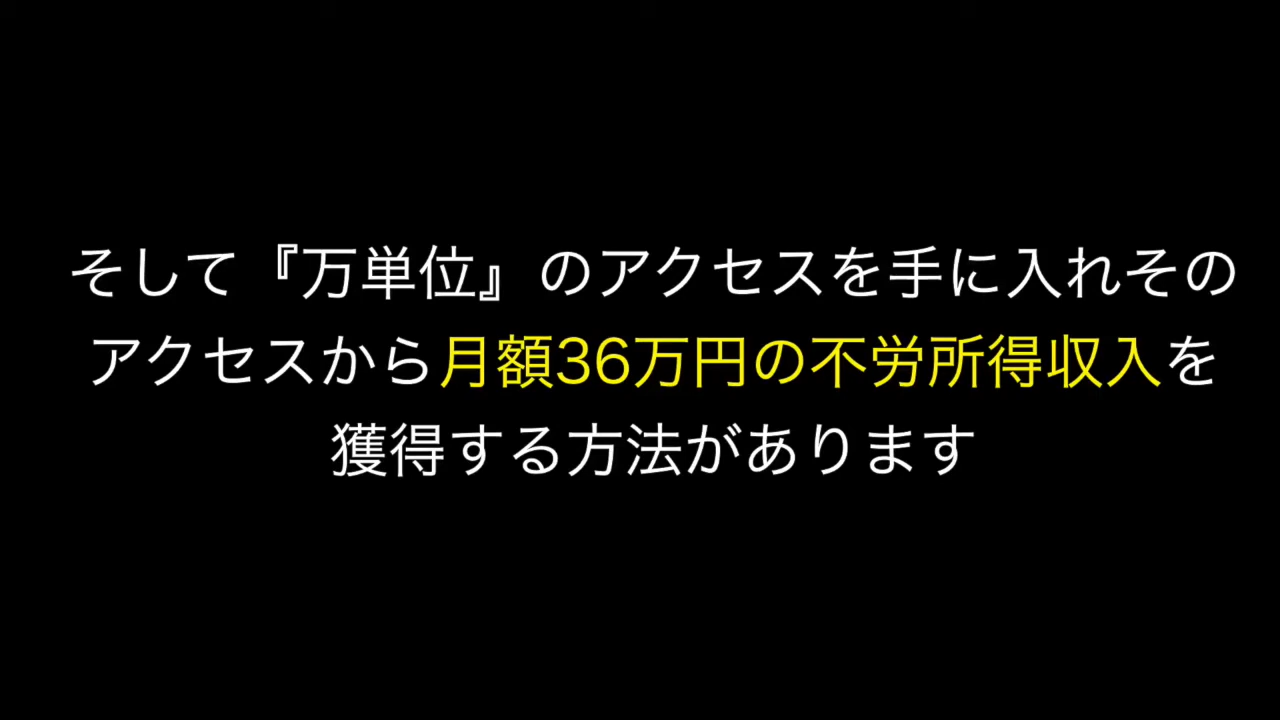 そして『万単位』のアクセスを手に入れその
アクセスから月額36万円の不労所得収入を
獲得する方法があります